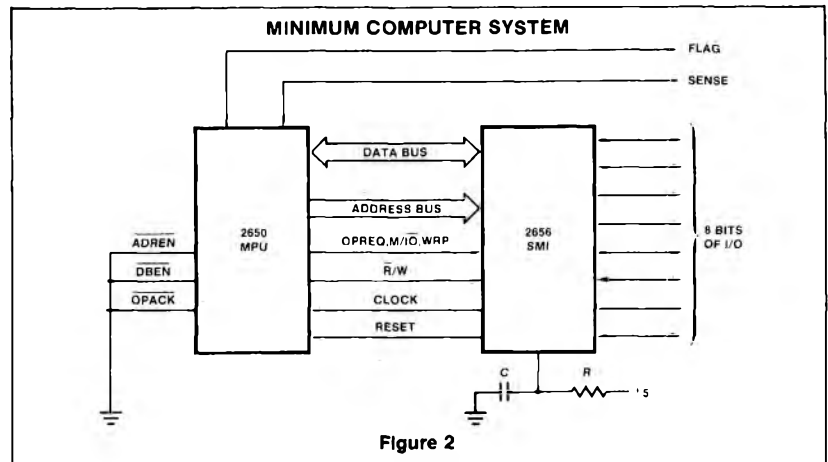 MINIMUM COMPUTER SYSTEM
FLAG
SENSE
DATA BUS
ADDRESS BUS
2650
MPU
2656
SMI
ADREN
DBEN
OPACK
OPREQ,M/IO,WRP
R/W
CLOCK
RESET
8 BITS
OF I/O
C
R
'5
Figure 2